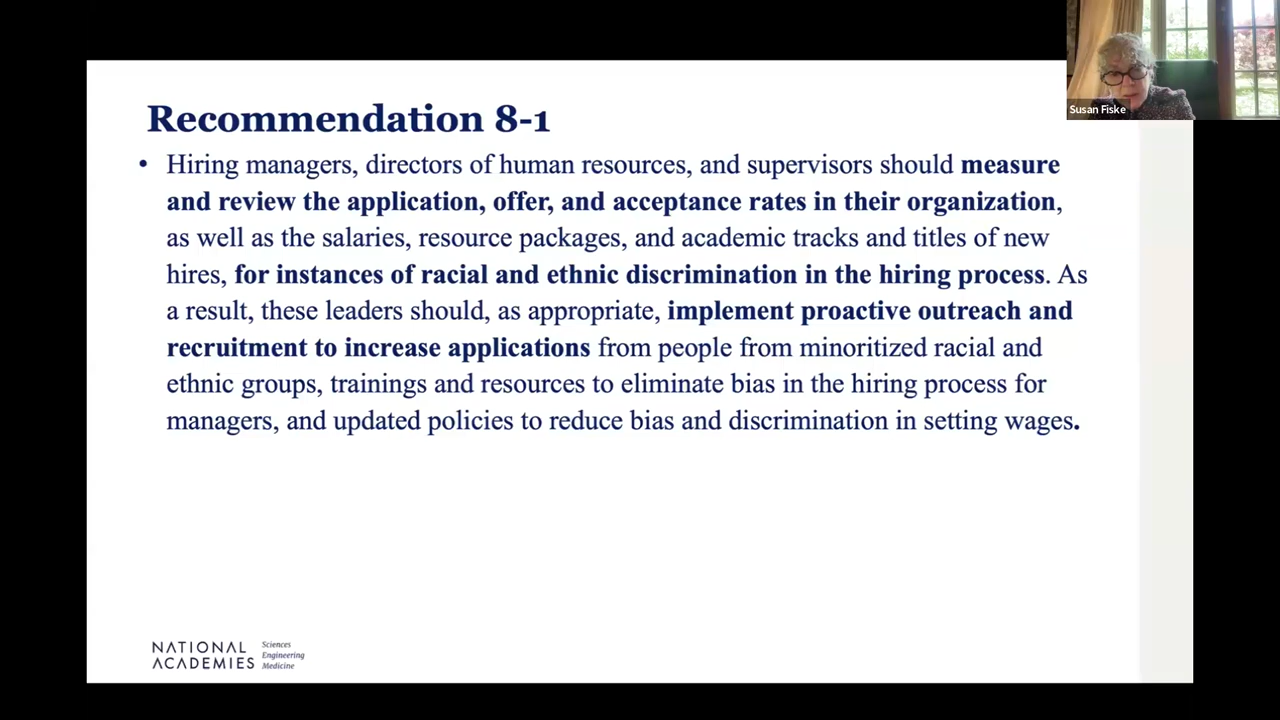 Recommendation 8-1
• Hiring managers, directors of human resources, and supervisors should measure
and review the application, offer, and acceptance rates in their organization,
as well as the salaries, resource packages, and academic tracks and titles of new
hires, for instances of racial and ethnic discrimination in the hiring process. As
a result, these leaders should, as appropriate, implement proactive outreach and
recruitment to increase applications from people from minoritized racial and
ethnic groups, trainings and resources to eliminate bias in the hiring process for
managers, and updated policies to reduce bias and discrimination in setting wages.
NATIONAL
ACADEMIES
Sciences
Engineering
Medicine
Susan Fiske